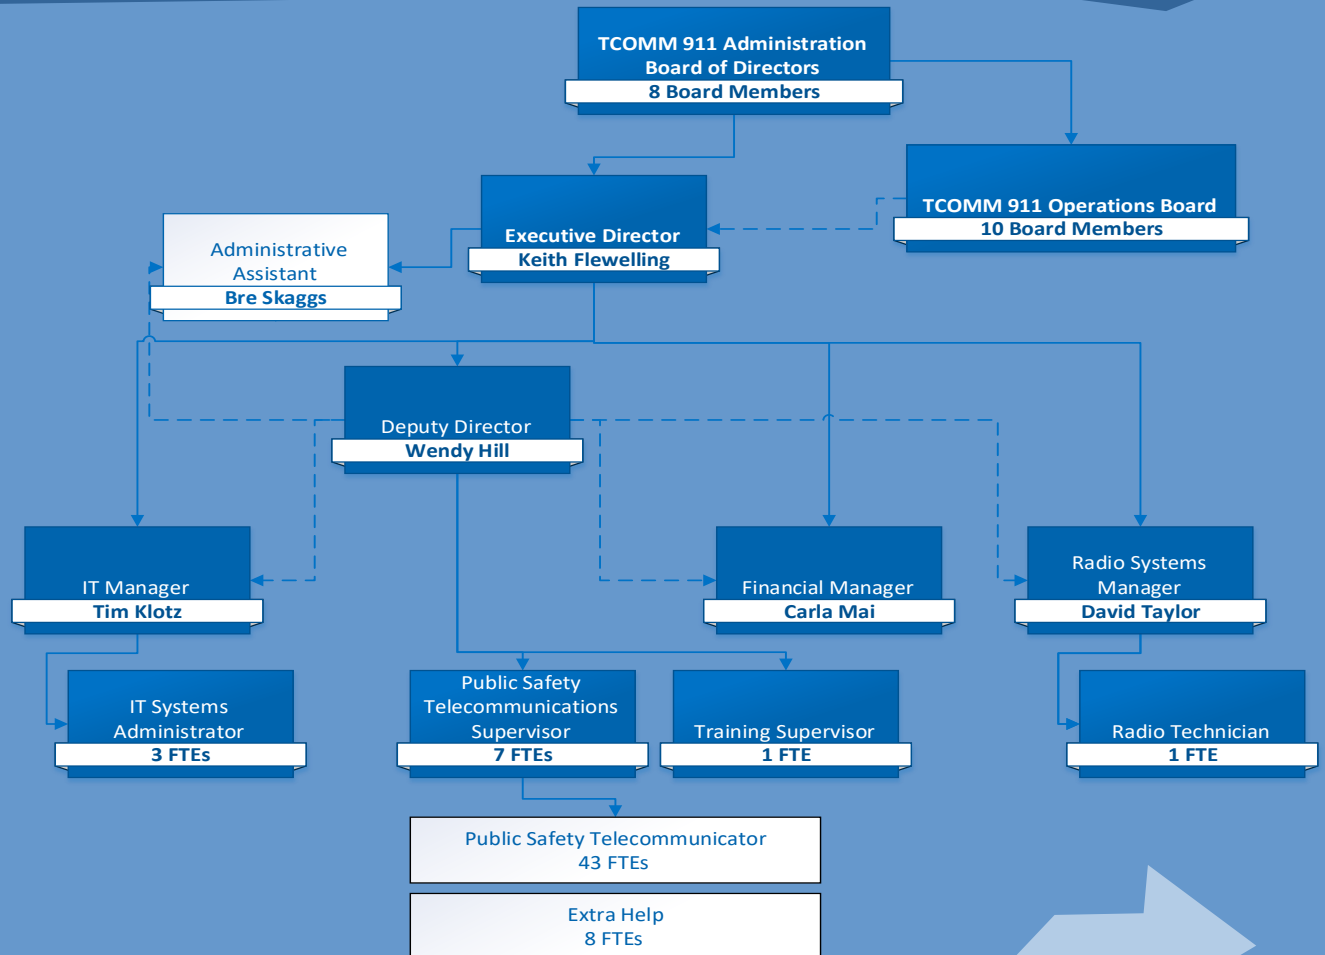 TCOMM 911 Administration
Board of Directors
8 Board Members
TCOMM 911 Operations Board
10 Board Members
Executive Director
Keith Flewelling
Administrative
Assistant
Bre Skaggs
Deputy Director
Wendy Hill
IT Manager
Tim Klotz
Financial Manager
Carla Mai
Radio Systems
Manager
David Taylor
IT Systems
Administrator
3 FTEs
Public Safety
Telecommunications
Supervisor
7 FTEs
Training Supervisor
1 FTE
Radio Technician
1 FTE
Public Safety Telecommunicator
43 FTEs
Extra Help
8 FTEs